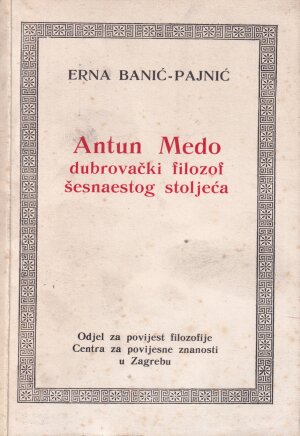 ERNA BANIĆ-PAJNIĆ
Antun Medo
dubrovački filozof
šesnaestog stoljeća
Odjel za povijest filozofije
Centra za povijesne znanosti
u Zagrebu